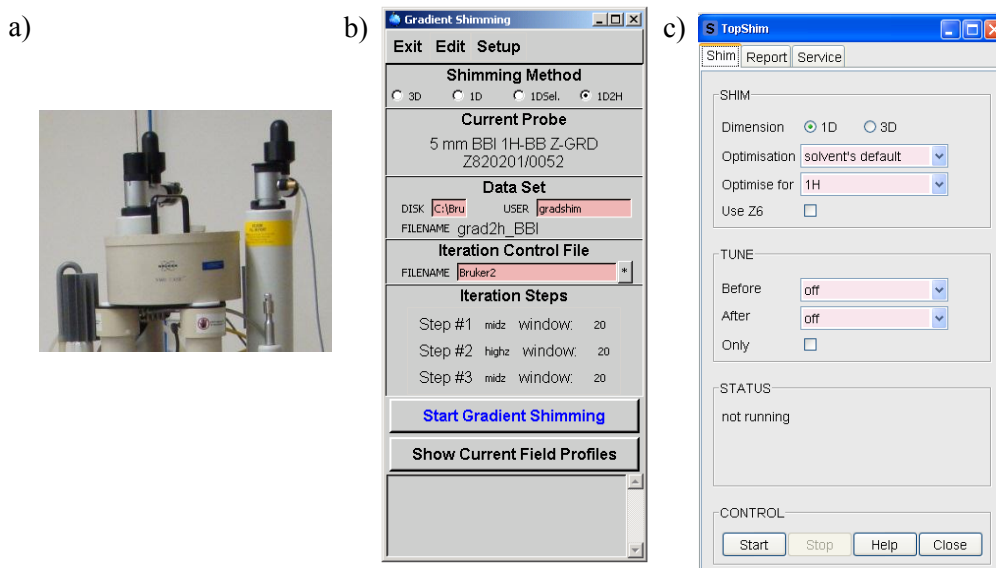 a)
b)
c)
Gradient Shimming
Exit Edit Setup
Shimming Method
3D 1D 1DSel. 1D2H
Current Probe
5 mm BBI 1H-BB Z-GRD
Z820201/0052
Data Set
DISK C:\Bru USER gradshim
FILENAME grad2h_BBI
Iteration Control File
FILENAME Bruker2 *
Iteration Steps
Step #1 midz window: 20
Step #2 highz window: 20
Step #3 midz window: 20
Start Gradient Shimming
Show Current Field Profiles
S TopShim
Shim Report Service
SHIM
Dimension 1D 3D
Optimisation solvent's default
Optimise for 1H
Use Z6
TUNE
Before off
After off
Only
STATUS
not running
CONTROL
Start Stop Help Close